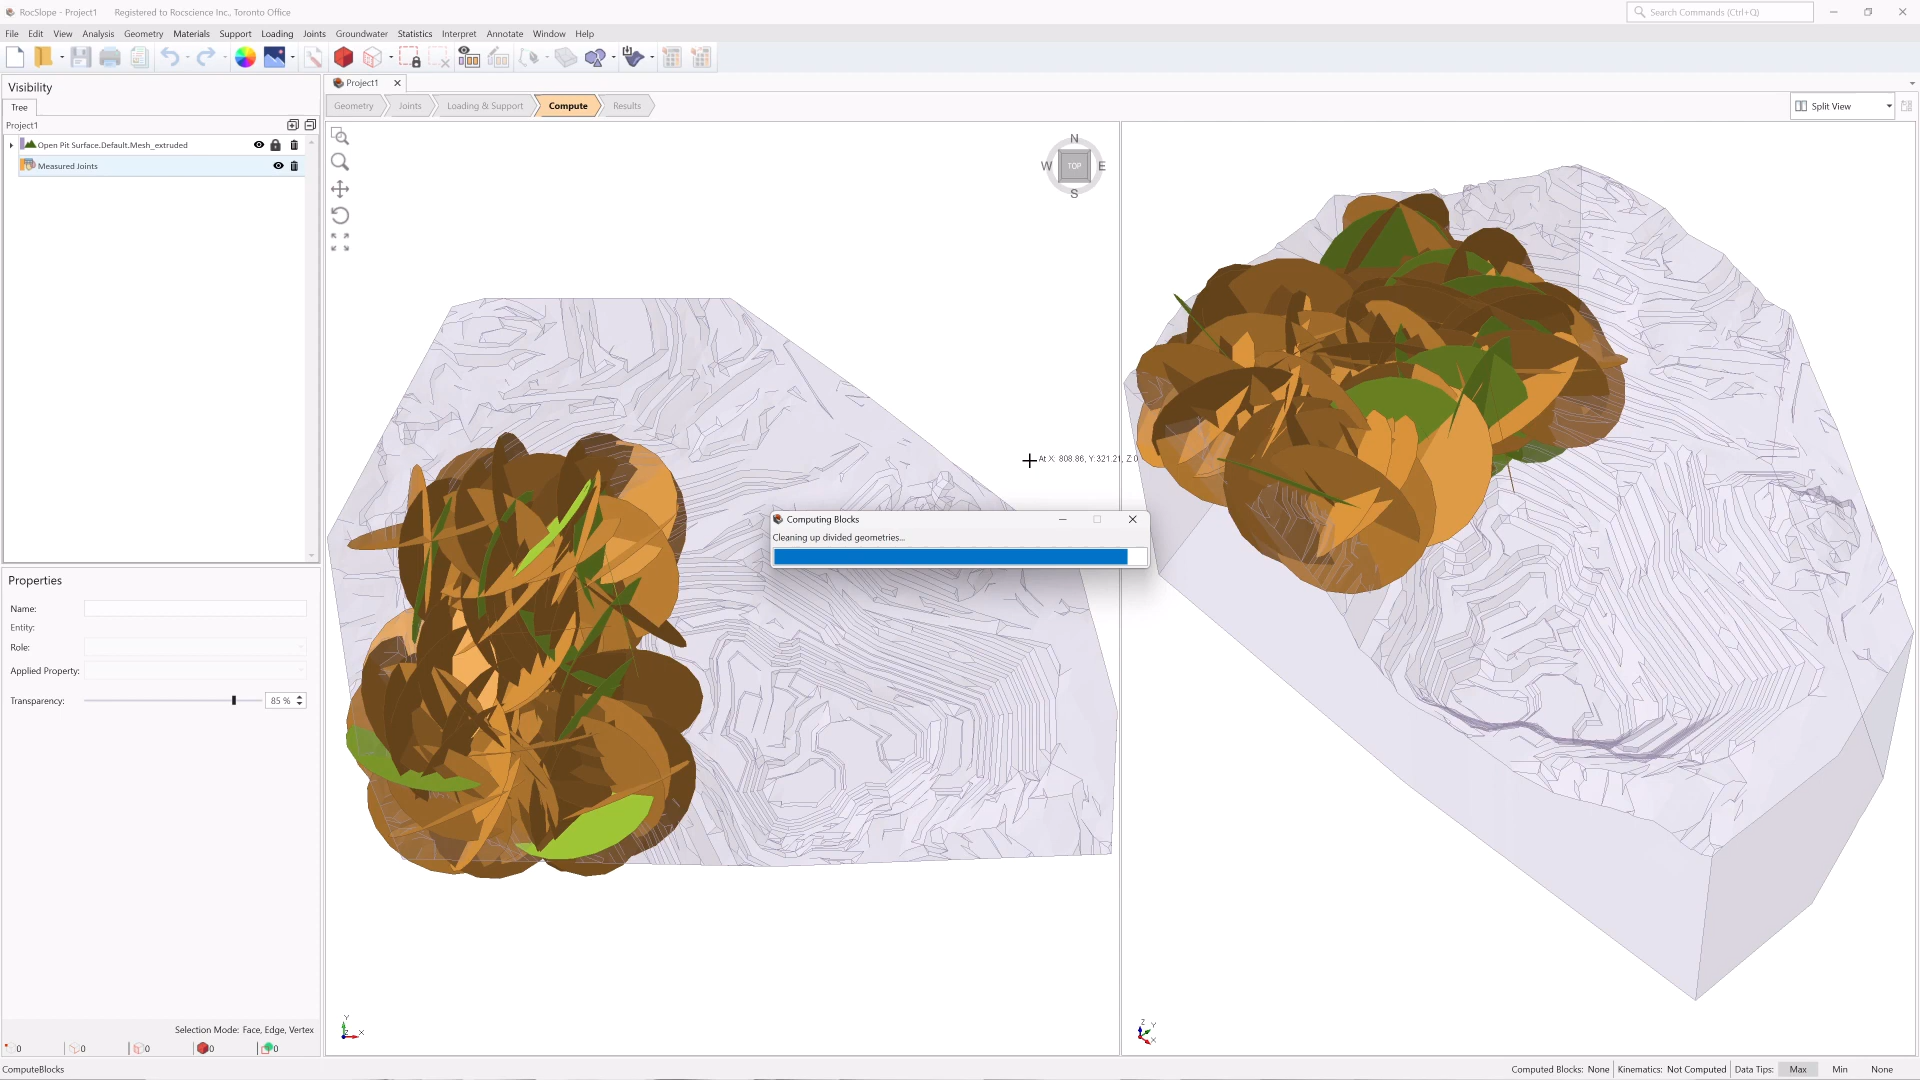 RocSlope - Project1 Registered to Rocscience Inc., Toronto Office
Search Commands (Ctrl+Q)
File Edit View Analysis Geometry Materials Support Loading Joints Groundwater Statistics Interpret Annotate Window Help
Visibility
Tree
Project1
Open Pit Surface.Default.Mesh_extruded
Measured Joints
Project1
Geometry Joints Loading & Support Compute Results
Split View
N
W TOP E
S
At X: 808.86, Y: 321.21, Z:0
Computing Blocks
Cleaning up divided geometries...
Properties
Name:
Entity:
Role:
Applied Property:
Transparency: 85 %
Y
Z X
Z
Y
X
Selection Mode: Face, Edge, Vertex
0 0 0 0 0
ComputeBlocks
Computed Blocks: None Kinematics: Not Computed Data Tips: Max Min None